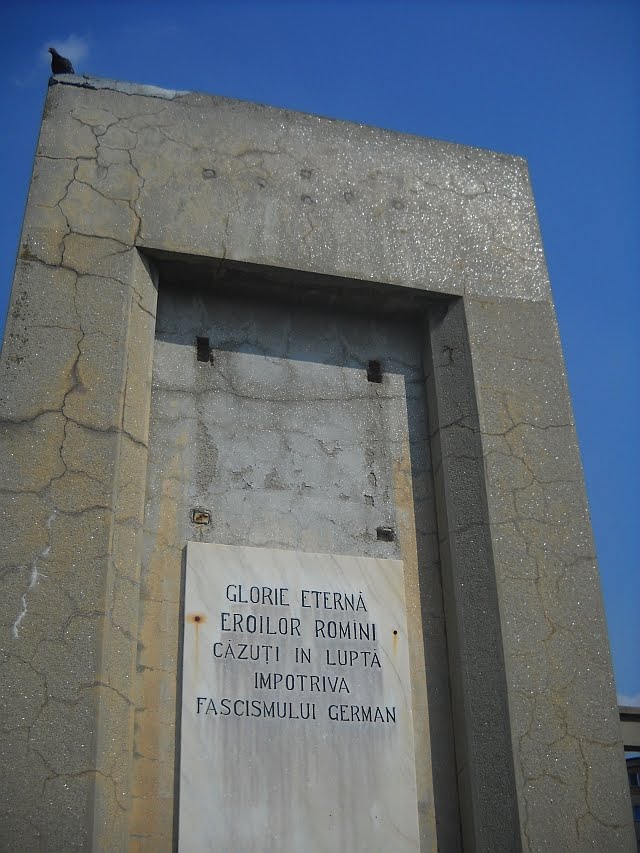 GLORIE ETERNĂ
EROILOR ROMÎNI
CĂZUȚI IN LUPTĂ
IMPOTRIVA
FASCISMULUI GERMAN